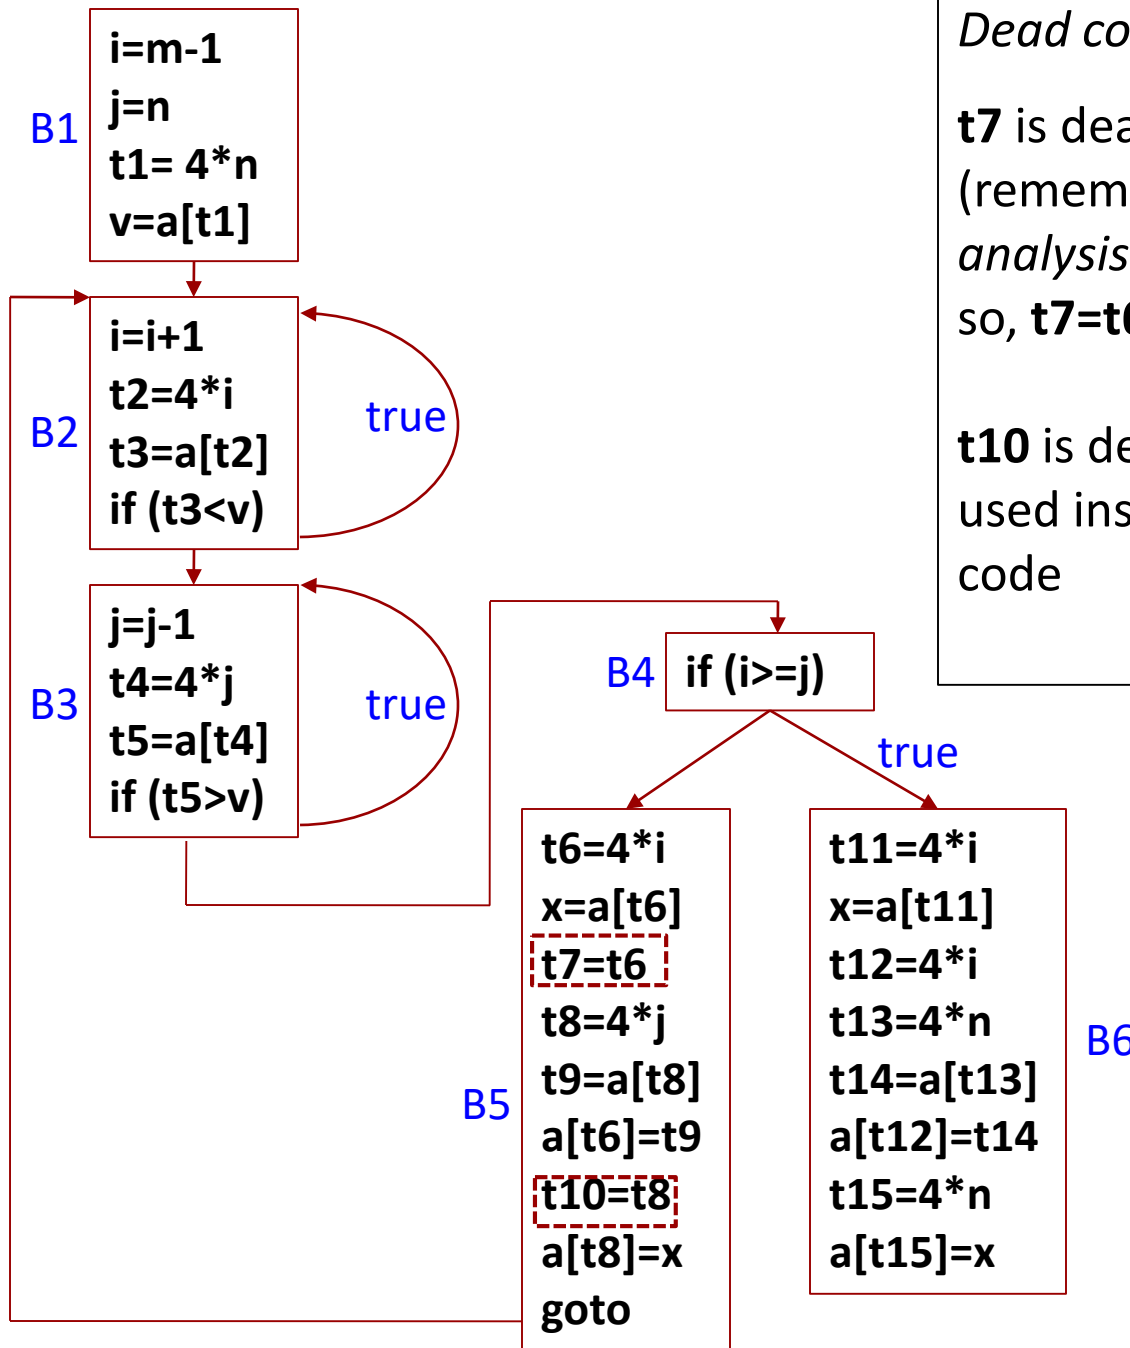 B1
i=m-1
j=n
t1= 4*n
v=a[t1]
B2
i=i+1
t2=4*i
t3=a[t2]
if (t3<v)
true
B3
j=j-1
t4=4*j
t5=a[t4]
if (t5>v)
true
B4
if (i>=j)
true
B5
t6=4*i
x=a[t6]
t7=t6
t8=4*j
t9=a[t8]
a[t6]=t9
t10=t8
a[t8]=x
goto
t11=4*i
x=a[t11]
t12=4*i
t13=4*n
t14=a[t13]
a[t12]=t14
t15=4*n
a[t15]=x
B6
Dead co
t7 is dea
(remem
analysis
so, t7=t6
t10 is de
used ins
code